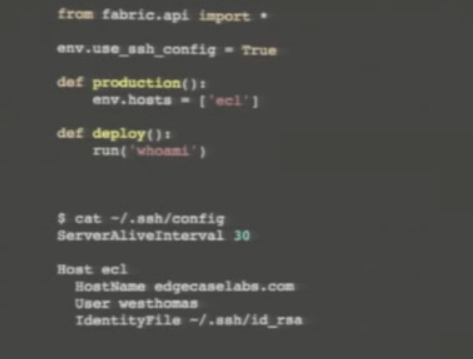 from fabric.api import *
env.use_ssh_config = True
def production():
    env.hosts = ['ecl']
def deploy():
    run('whoami')
$ cat ~/.ssh/config
ServerAliveInterval 30
Host ecl
  HostName edgecaselabs.com
  User westhomas
  IdentityFile ~/.ssh/id_rsa